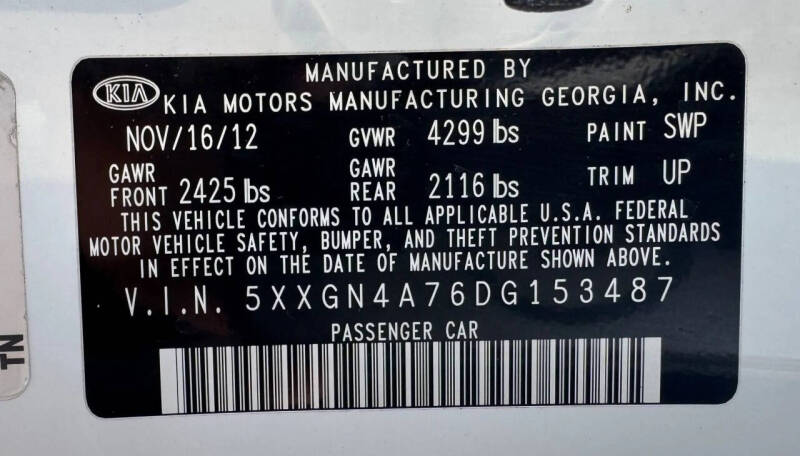 MANUFACTURED BY
KIA KIA MOTORS MANUFACTURING GEORGIA, INC.
NOV/16/12 GVWR 4299 lbs PAINT SWP
GAWR FRONT 2425 lbs GAWR REAR 2116 lbs TRIM UP
THIS VEHICLE CONFORMS TO ALL APPLICABLE U.S.A. FEDERAL
MOTOR VEHICLE SAFETY, BUMPER, AND THEFT PREVENTION STANDARDS
IN EFFECT ON THE DATE OF MANUFACTURE SHOWN ABOVE.
V.I.N. 5XXGN4A76DG153487
PASSENGER CAR
TN